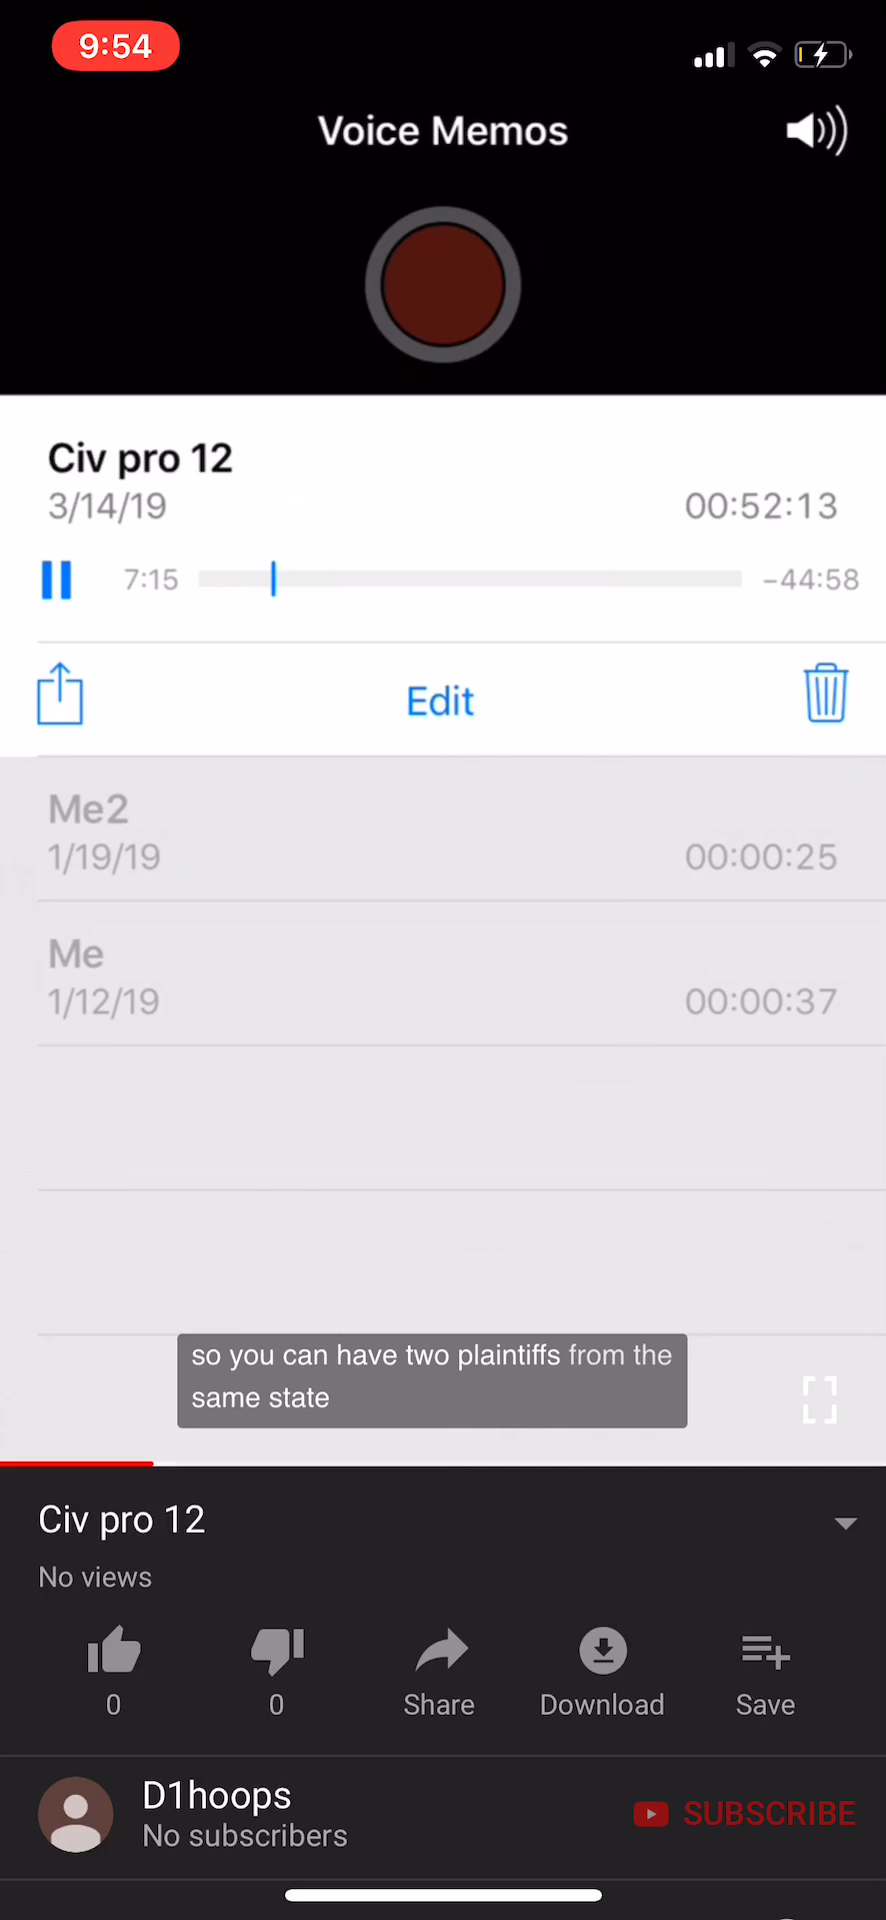 9:54
Voice Memos
Civ pro 12
3/14/19 00:52:13
7:15 -44:58
Edit
Me2
1/19/19 00:00:25
Me
1/12/19 00:00:37
so you can have two plaintiffs from the
same state
Civ pro 12
No views
0 0 Share Download Save
D1hoops
No subscribers
SUBSCRIBE